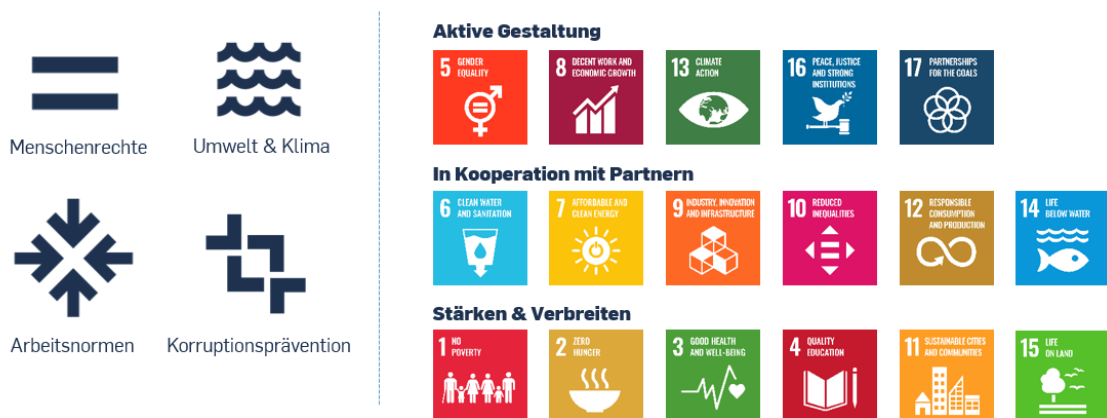 Menschenrechte
Umwelt & Klima
Arbeitsnormen
Korruptionsprävention
Aktive Gestaltung
5 GENDER
EQUALITY
8 DECENT WORK AND
ECONOMIC GROWTH
13 CLIMATE
ACTION
16 PEACE, JUSTICE
AND STRONG
INSTITUTIONS
17 PARTNERSHIPS
FOR THE GOALS
In Kooperation mit Partnern
6 CLEAN WATER
AND SANITATION
7 AFFORDABLE AND
CLEAN ENERGY
9 INDUSTRY, INNOVATION
AND INFRASTRUCTURE
10 REDUCED
INEQUALITIES
12 RESPONSIBLE
CONSUMPTION
AND PRODUCTION
14 LIFE
BELOW WATER
Stärken & Verbreiten
1 NO
POVERTY
2 ZERO
HUNGER
3 GOOD HEALTH
AND WELL-BEING
4 QUALITY
EDUCATION
11 SUSTAINABLE CITIES
AND COMMUNITIES
15 LIFE
ON LAND